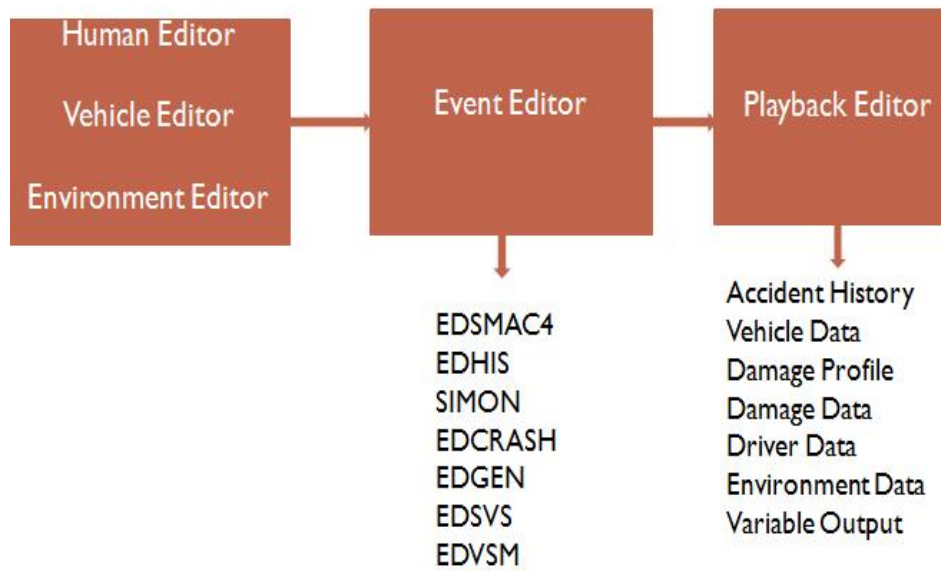 Human Editor
Vehicle Editor
Environment Editor
Event Editor
Playback Editor
EDSMAC4
EDHIS
SIMON
EDCRASH
EDGEN
EDSVS
EDVSM
Accident History
Vehicle Data
Damage Profile
Damage Data
Driver Data
Environment Data
Variable Output